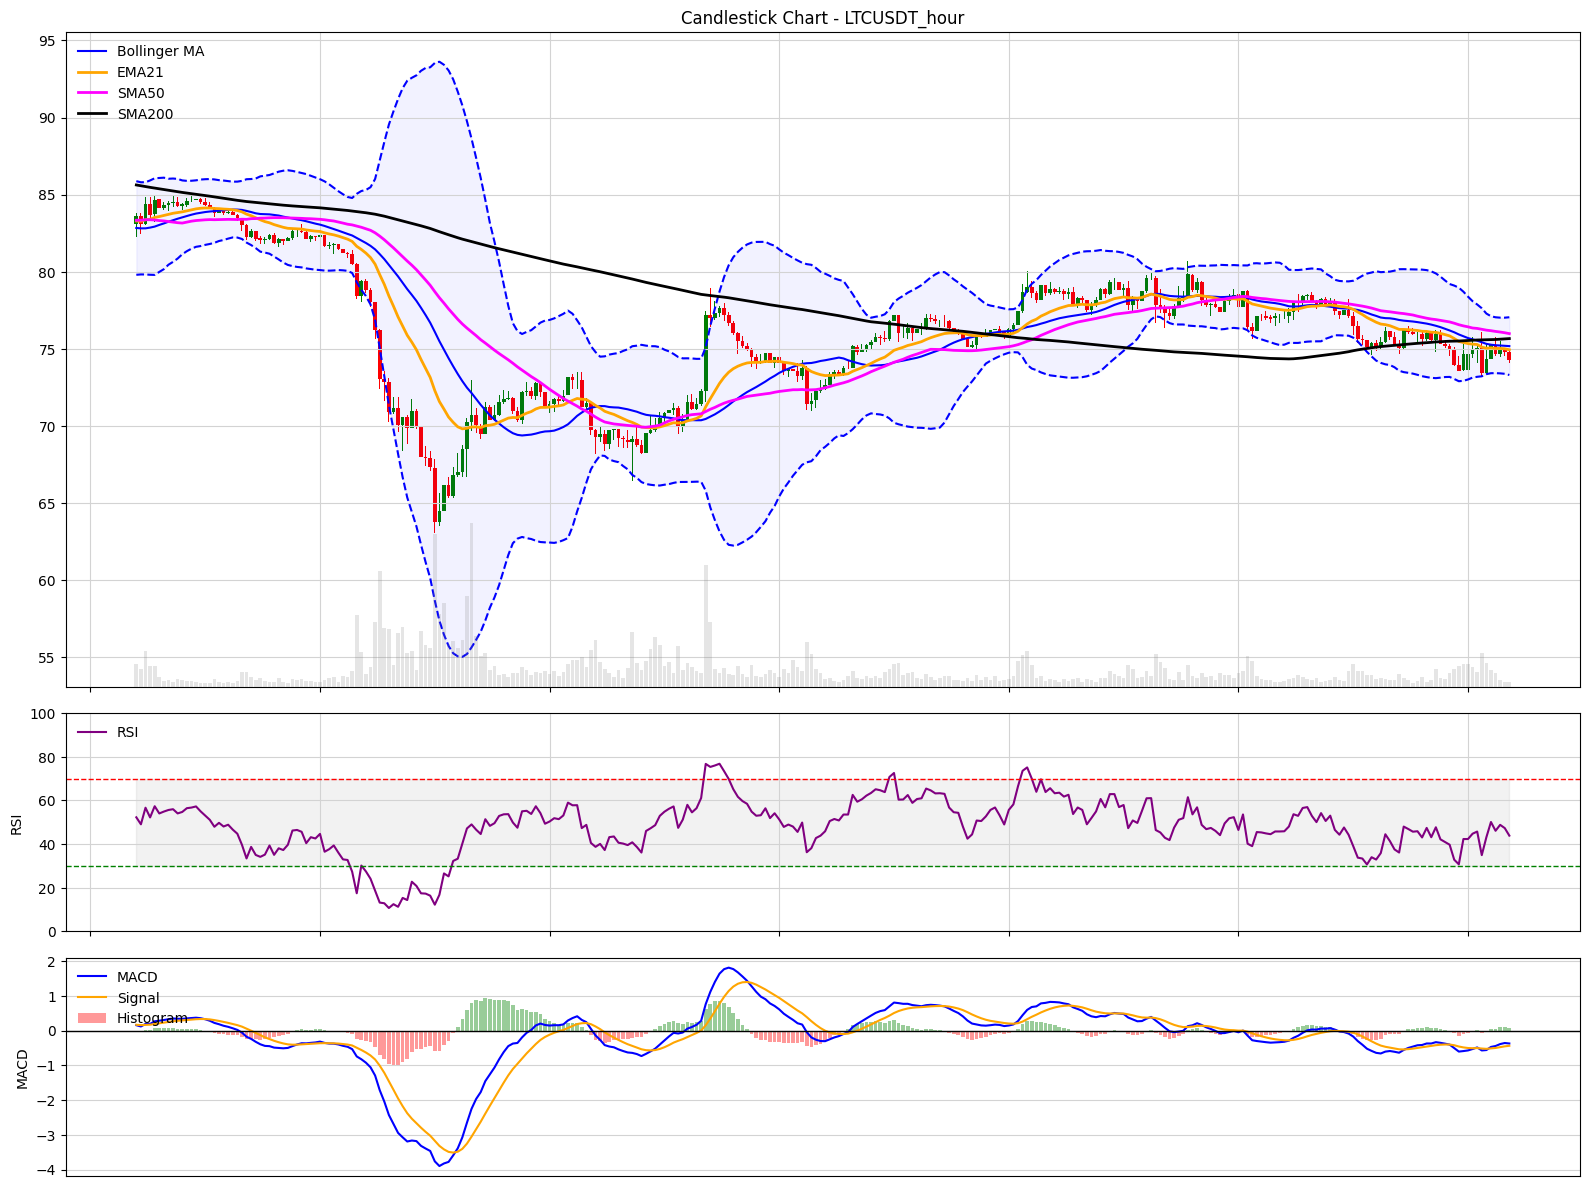 Candlestick Chart - LTCUSDT_hour
Bollinger MA
EMA21
SMA50
SMA200
95
90
85
80
75
70
65
60
55
RSI
100
80
60
40
20
0
RSI
MACD
Signal
Histogram
2
1
0
−1
−2
−3
−4
MACD